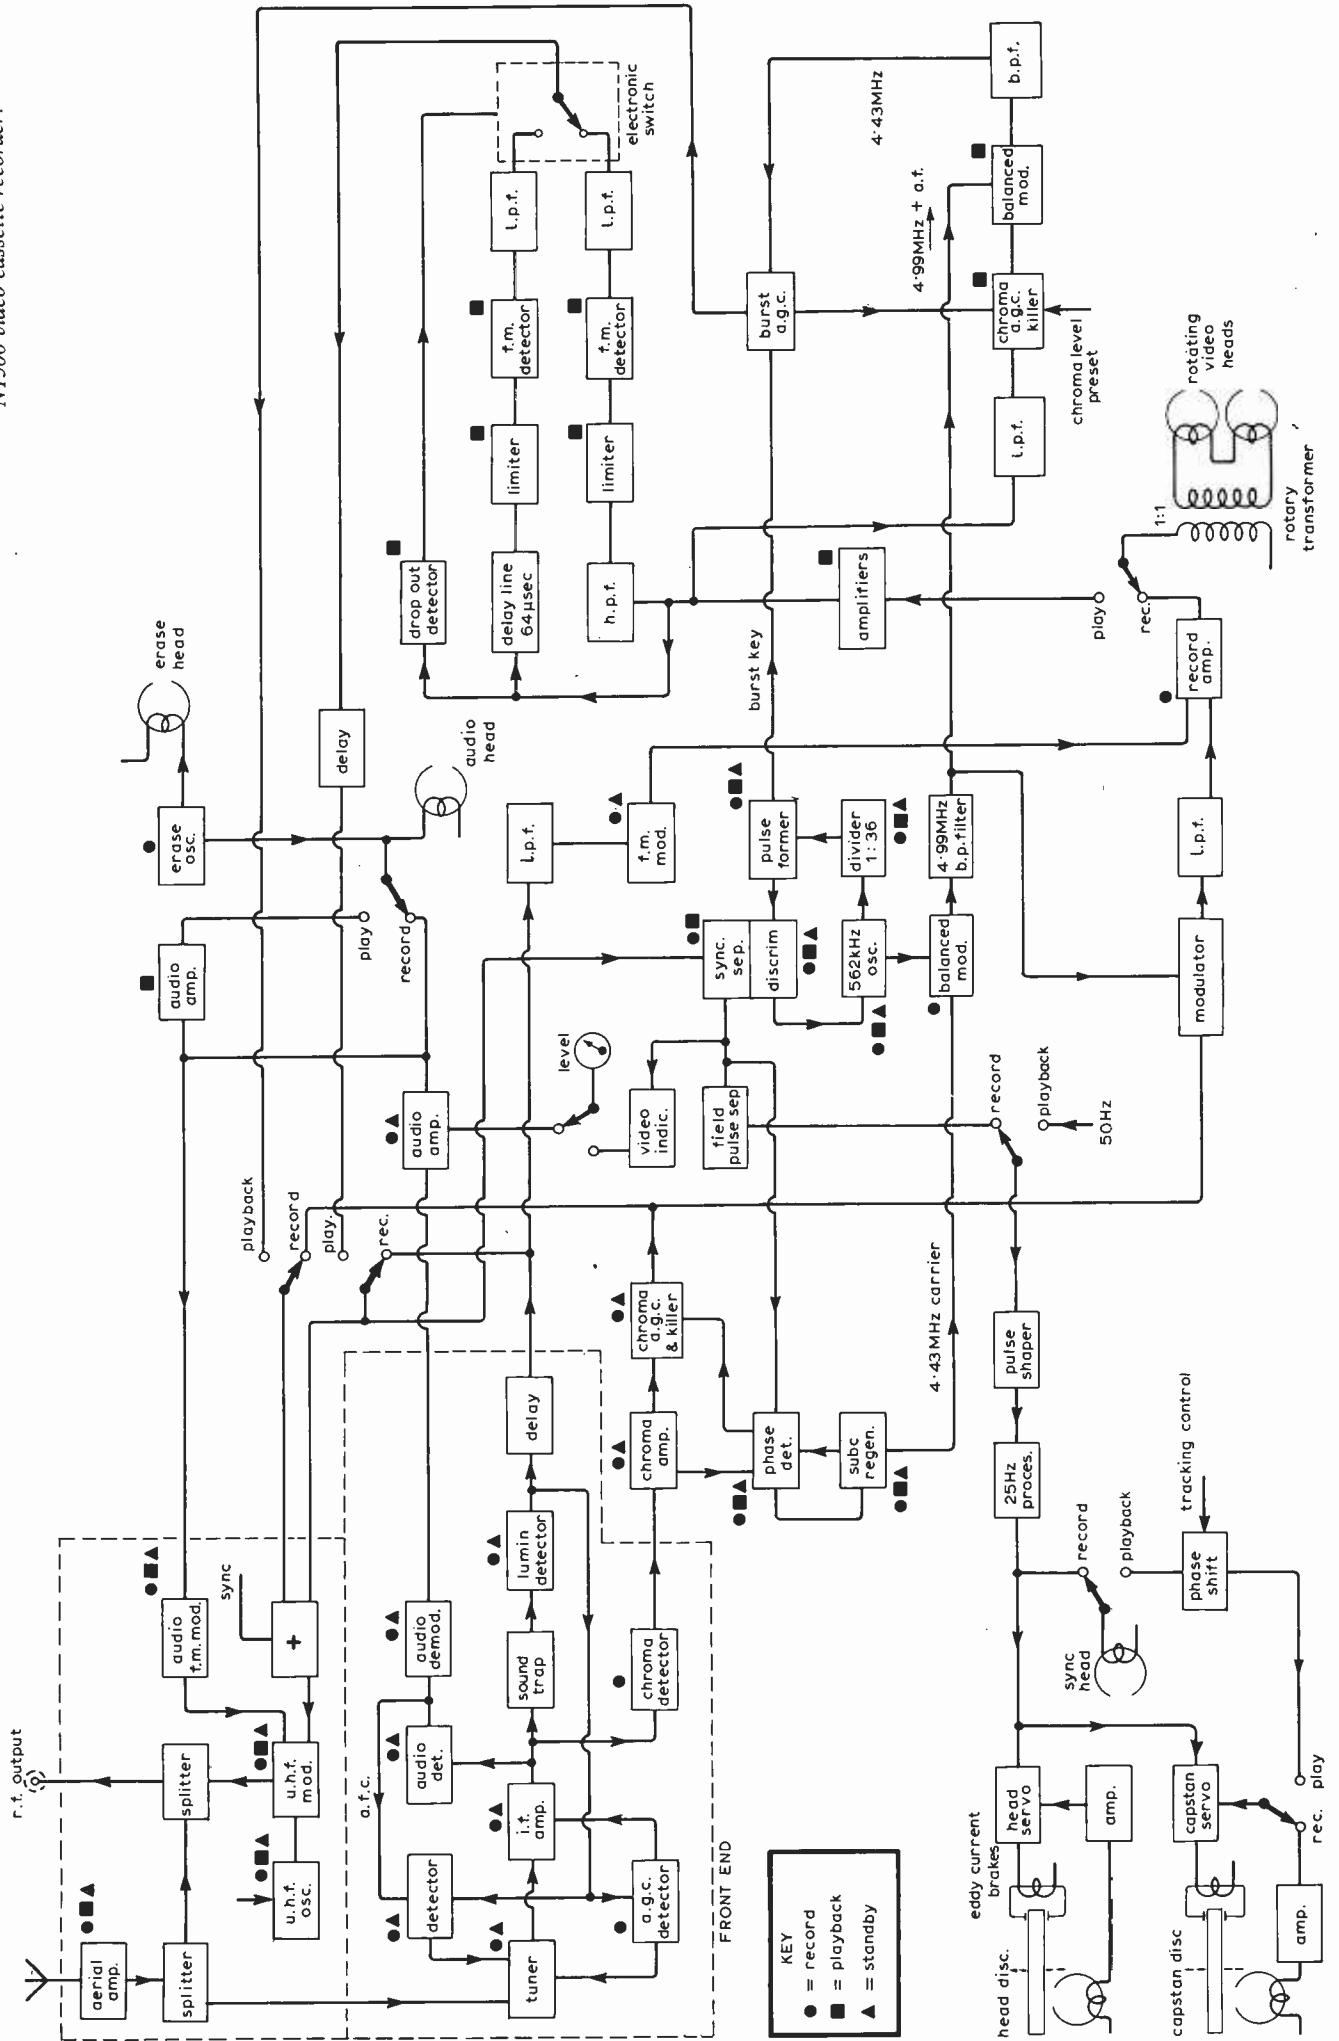 N1500 video cassette recorder.
r.f. output
aerial
amp.
splitter
splitter
u.h.f.
osc.
u.h.f.
mod.
audio
f.m.mod.
+
sync
audio
amp.
erase
osc.
erase
head
play
record
audio
head
delay
playback
record
play.
rec.
audio
amp.
level
a.f.c.
detector
audio
det.
audio
demod.
tuner
i.f.
amp.
sound
trap
lumin
detector
delay
a.g.c.
detector
chroma
detector
FRONT END
chroma
amp.
chroma
a.g.c.
& killer
phase
det.
subc
regen.
4·43MHz carrier
video
indic.
field
pulse sep
sync.
sep.
discrim
pulse
former
562kHz
osc.
divider
1:36
balanced
mod.
4·99MHz
b.p.filter
l.p.f.
f.m.
mod.
burst key
drop out
detector
delay line
64µsec
h.p.f.
limiter
limiter
f.m.
detector
f.m.
detector
l.p.f.
l.p.f.
electronic
switch
amplifiers
burst
a.g.c.
4·43MHz
4·99MHz + a.f.
l.p.f.
chroma
a.g.c.
killer
chroma level
preset
balanced
mod.
b.p.f.
modulator
l.p.f.
record
amp.
play
rec.
1:1
rotary
transformer
rotating
video
heads
record
playback
50Hz
pulse
shaper
25Hz
proces.
record
playback
sync
head
phase
shift
tracking control
play
rec.
head
servo
amp.
capstan
servo
amp.
eddy current
brakes
head disc.
capstan disc
KEY
● = record
■ = playback
▲ = standby